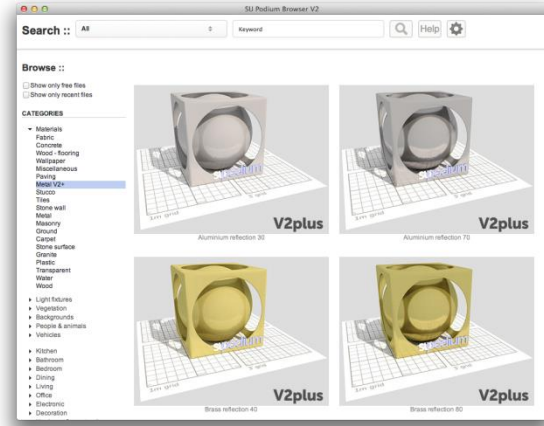 SU Podium Browser V2
Search :: All Keyword Help
Browse ::
Show only free files
Show only recent files
CATEGORIES
Materials
Fabric
Concrete
Wood - flooring
Wallpaper
Miscellaneous
Paving
Metal V2+
Stucco
Tiles
Stone wall
Metal
Masonry
Ground
Carpet
Stone surface
Granite
Plastic
Transparent
Water
Wood
Light fixtures
Vegetation
Backgrounds
People & animals
Vehicles
Kitchen
Bathroom
Bedroom
Dining
Living
Office
Electronic
Decoration
V2plus
Aluminium reflection 30
V2plus
Aluminium reflection 70
V2plus
Brass reflection 40
V2plus
Brass reflection 60